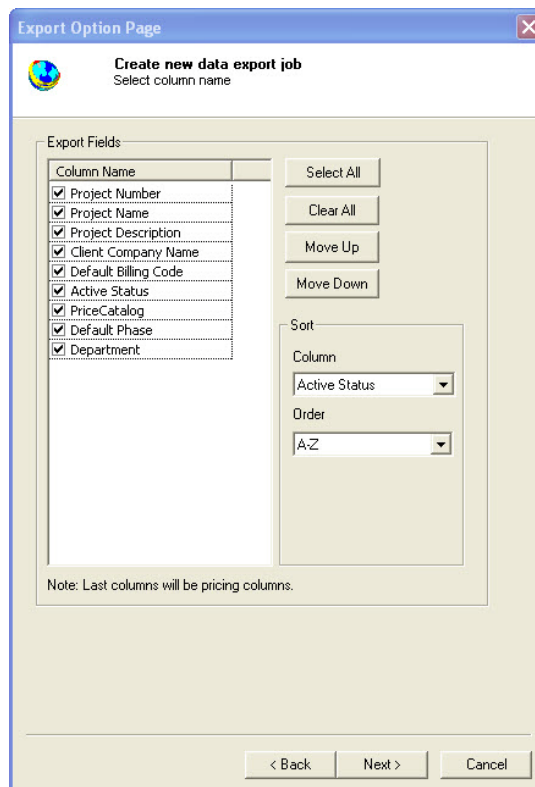 Export Option Page
Create new data export job
Select column name
Export Fields
Column Name
Project Number
Project Name
Project Description
Client Company Name
Default Billing Code
Active Status
PriceCatalog
Default Phase
Department
Select All
Clear All
Move Up
Move Down
Sort
Column
Active Status
Order
A-Z
Note: Last columns will be pricing columns.
< Back
Next >
Cancel